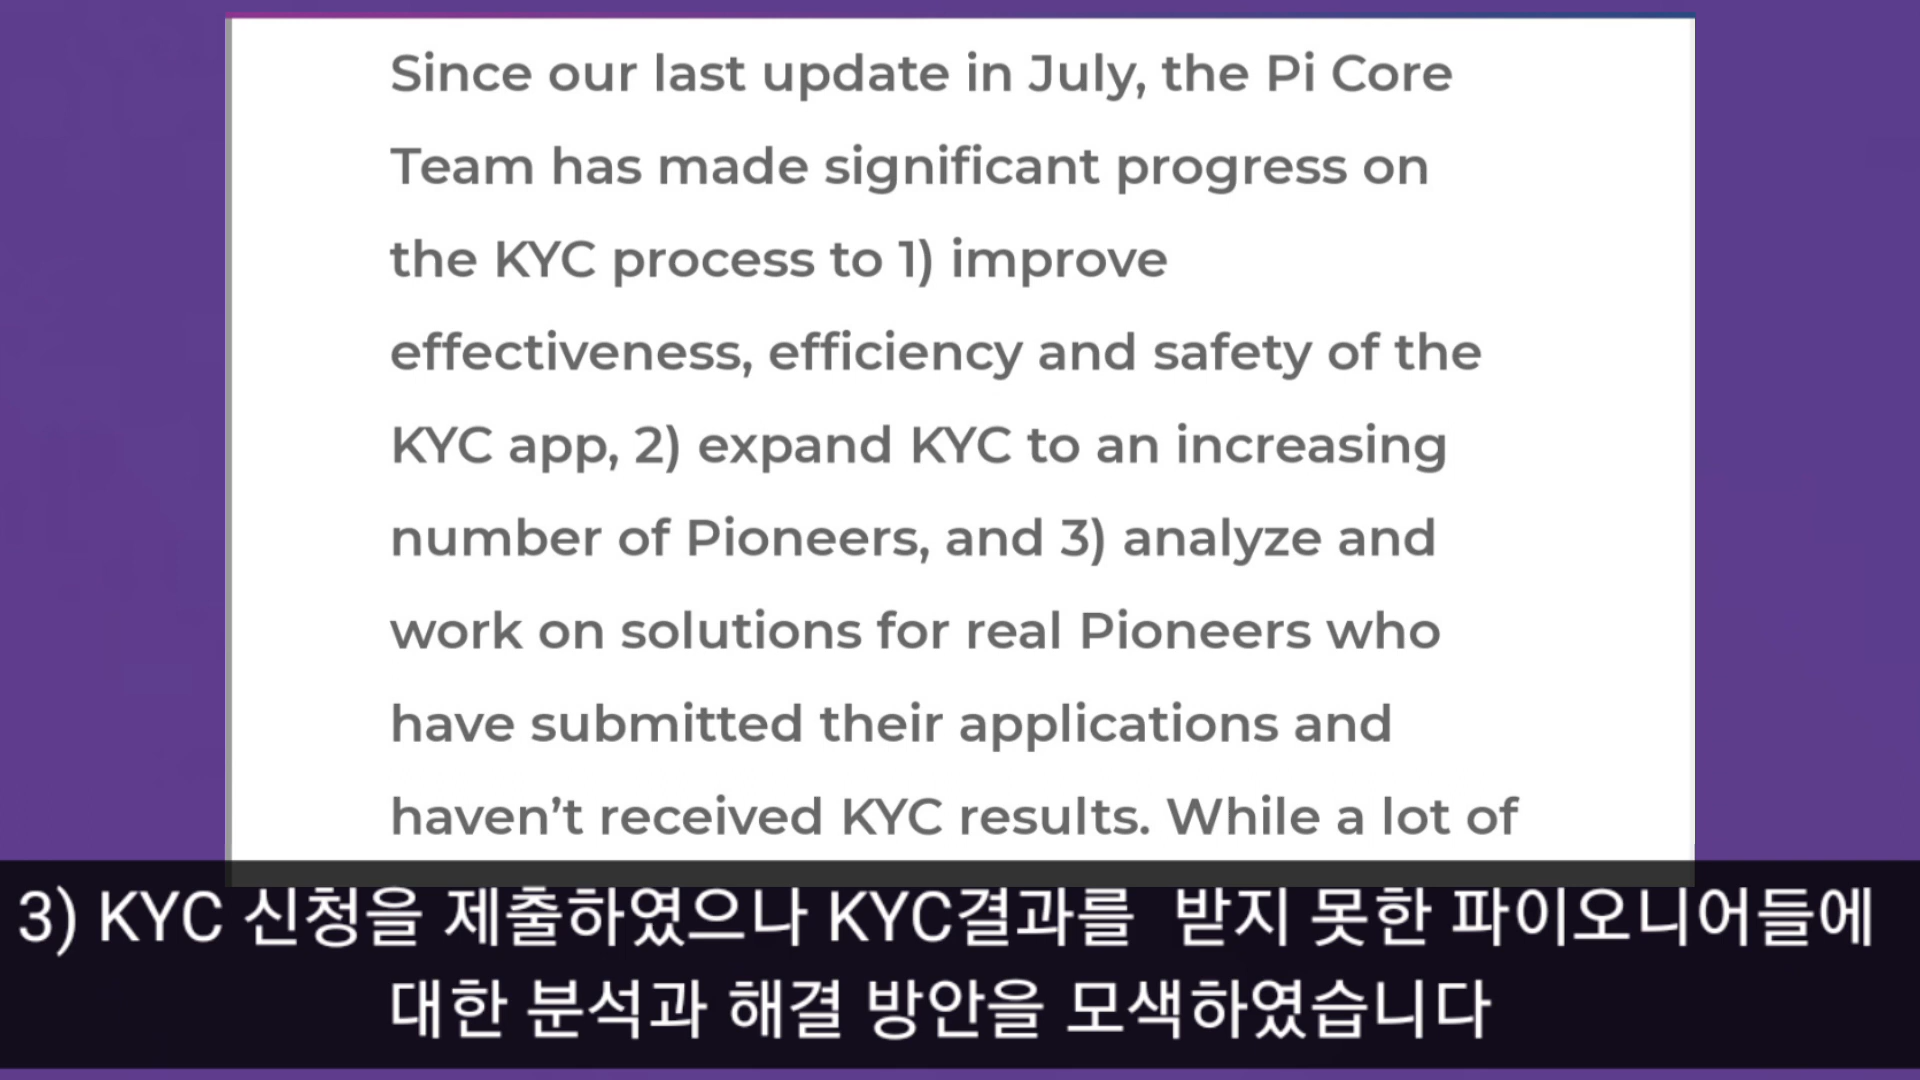 Since our last update in July, the Pi Core
Team has made significant progress on
the KYC process to 1) improve
effectiveness, efficiency and safety of the
KYC app, 2) expand KYC to an increasing
number of Pioneers, and 3) analyze and
work on solutions for real Pioneers who
have submitted their applications and
haven’t received KYC results. While a lot of
3) KYC 신청을 제출하였으나 KYC결과를 받지 못한 파이오니어들에
대한 분석과 해결 방안을 모색하였습니다